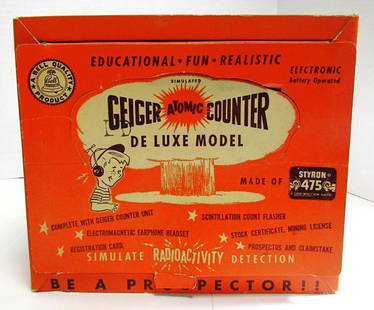 EDUCATIONAL • FUN • REALISTIC
A BELL QUALITY PRODUCT
ELECTRONIC
Battery Operated
SIMULATED
GEIGER ATOMIC COUNTER
DE LUXE MODEL
MADE OF
STYRON
475
COMPLETE WITH GEIGER COUNTER UNIT
SCINTILLATION COUNT FLASHER
ELECTROMAGNETIC EARPHONE HEADSET
STOCK CERTIFICATE, MINING LICENSE
REGISTRATION CARD,
PROSPECTUS AND CLAIMSTAKE
SIMULATE RADIOACTIVITY DETECTION
BE A PROSPECTOR!!